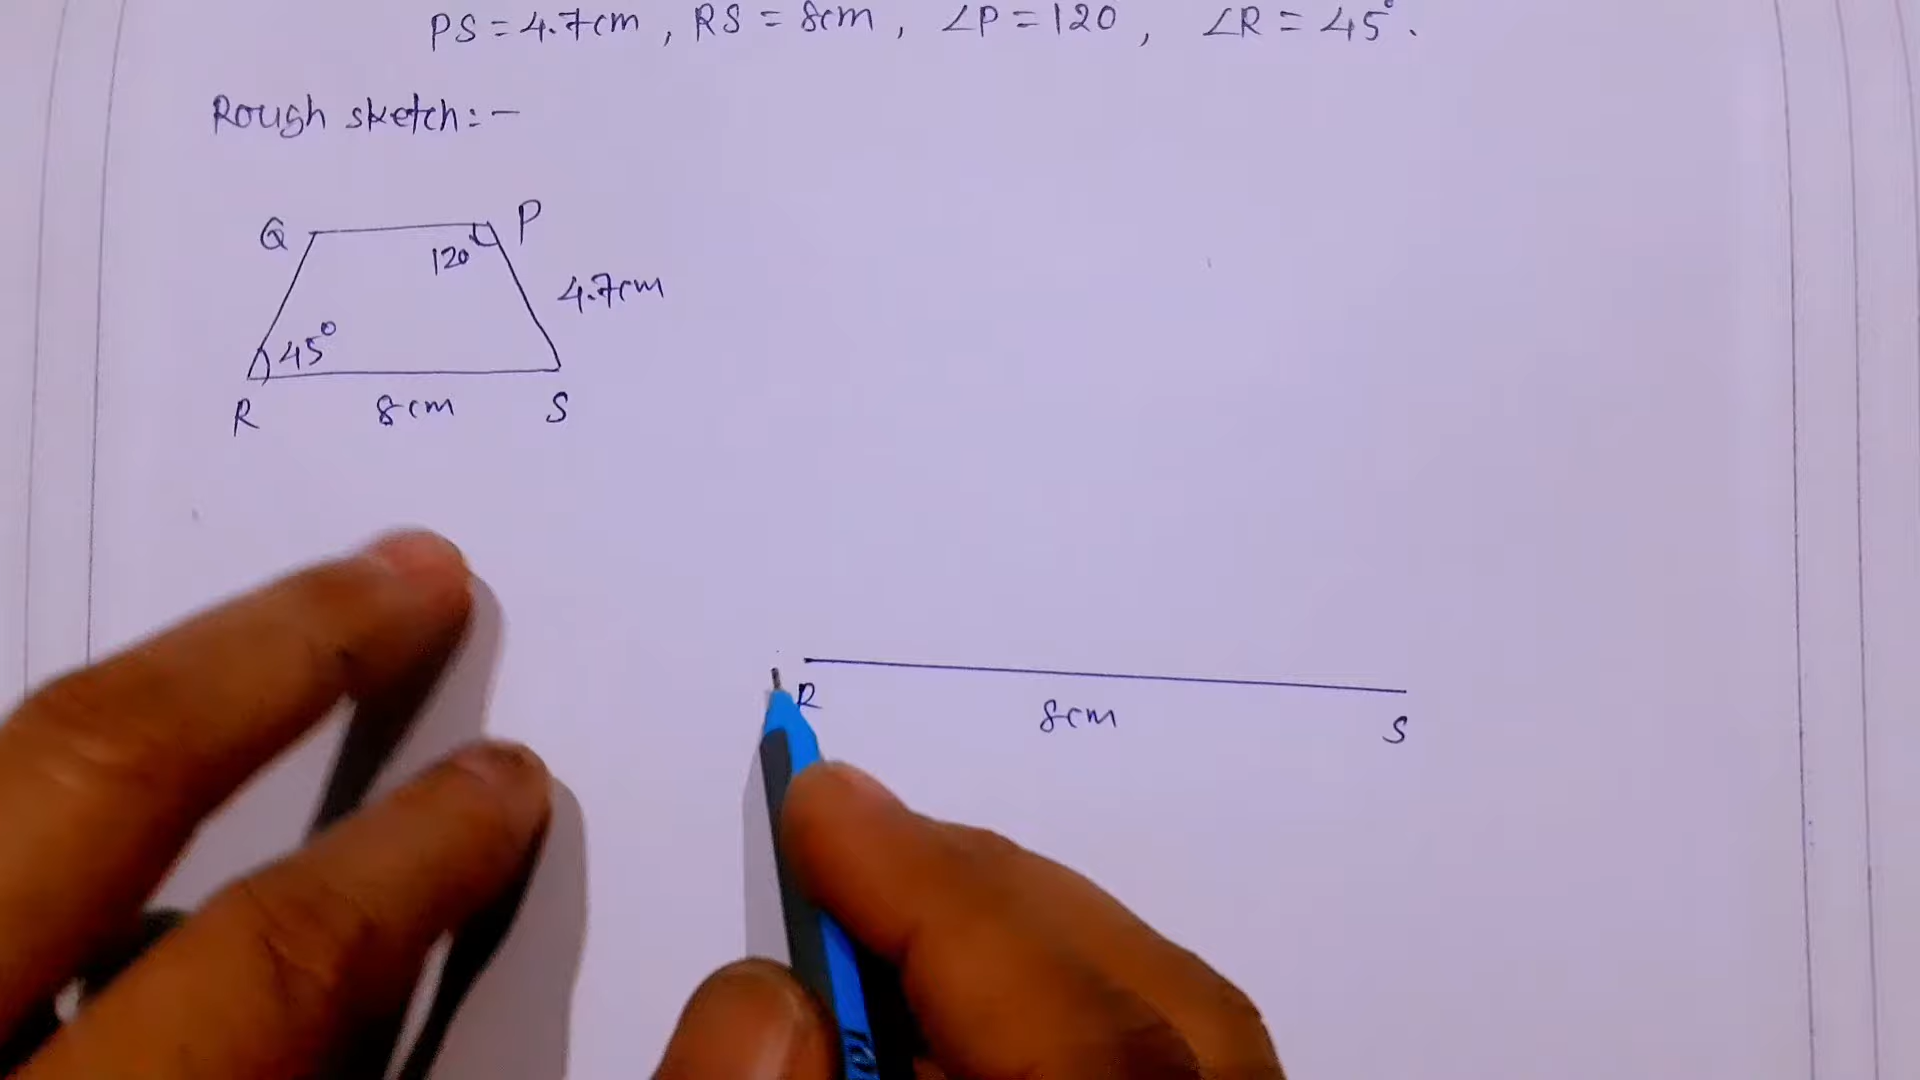 PS = 4.7cm , RS = 8cm , ∠P = 120 , ∠R = 45° .
Rough sketch : -
Q P
120
4.7cm
45°
R 8cm S
R 8cm S